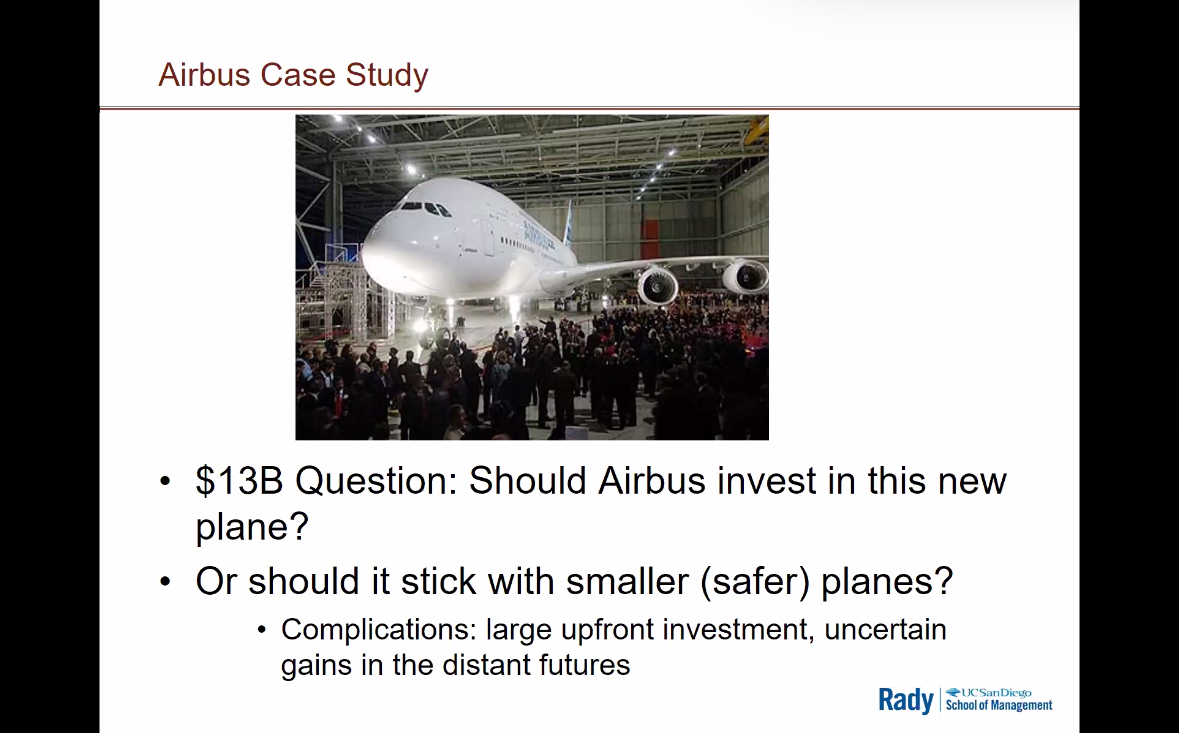 Airbus Case Study
AIRBUS
• $13B Question: Should Airbus invest in this new
plane?
• Or should it stick with smaller (safer) planes?
• Complications: large upfront investment, uncertain
gains in the distant futures
Rady
UC San Diego
School of Management